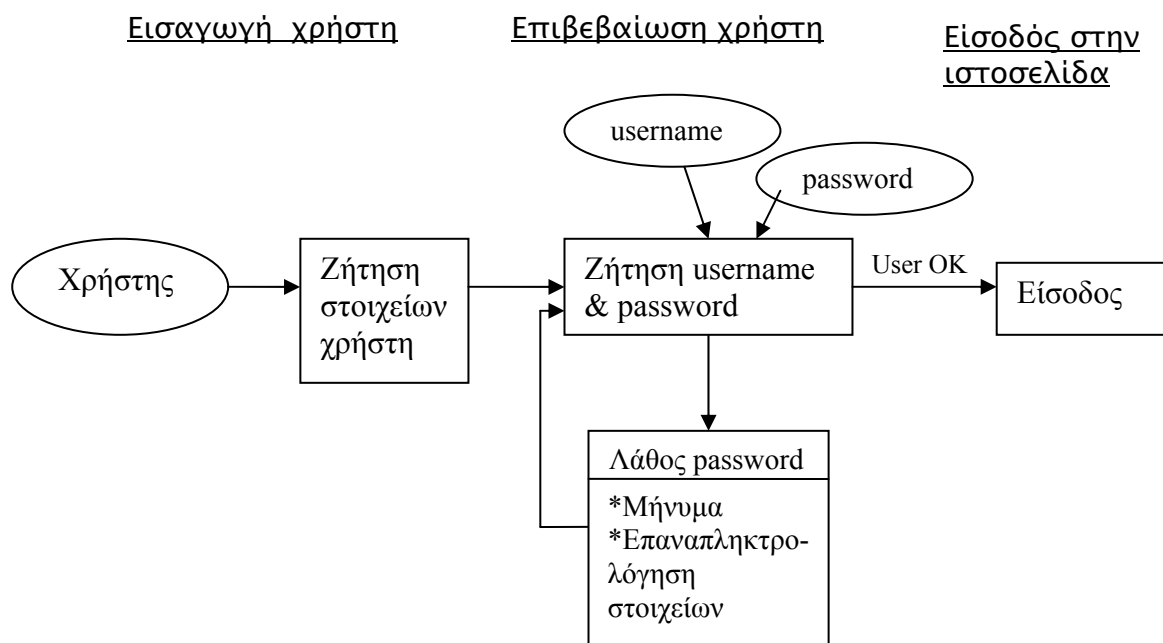 Εισαγωγή χρήστη
Επιβεβαίωση χρήστη
Είσοδός στην
ιστοσελίδα
username
password
Χρήστης
Ζήτηση
στοιχείων
χρήστη
Ζήτηση username
& password
User OK
Είσοδος
Λάθος password
*Μήνυμα
*Επαναπληκτρο-
λόγηση
στοιχείων